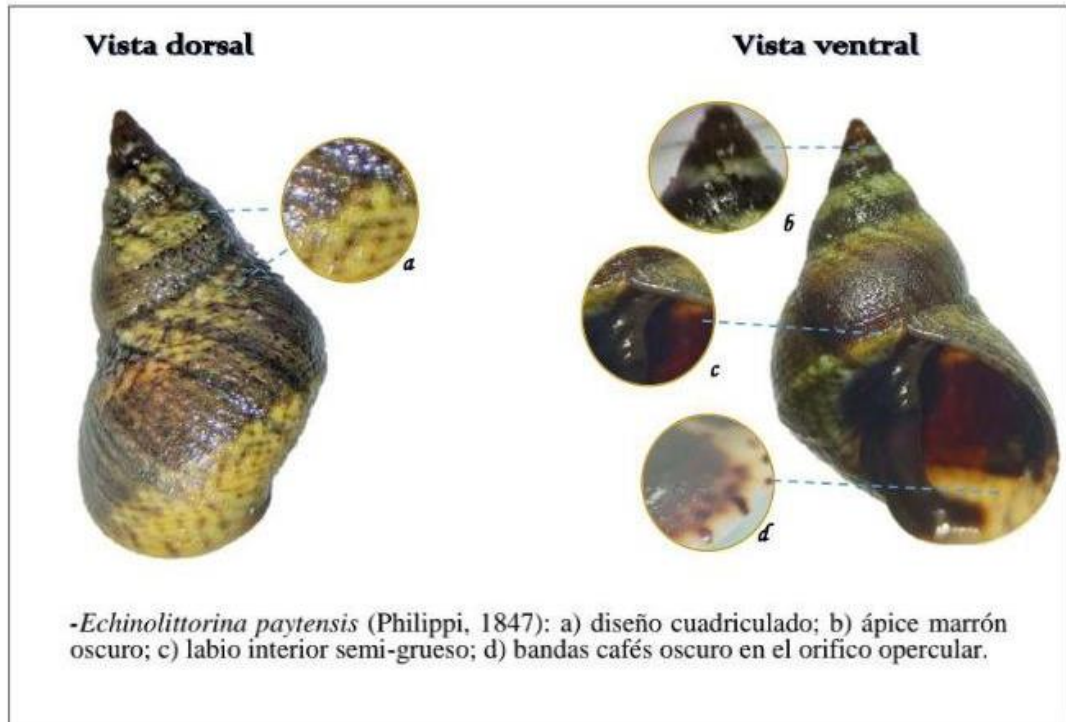 Vista dorsal
Vista ventral
a
b
c
d
-Echinolittorina paytensis (Philippi, 1847): a) diseño cuadriculado; b) ápice marrón
oscuro; c) labio interior semi-grueso; d) bandas cafés oscuro en el orifico opercular.